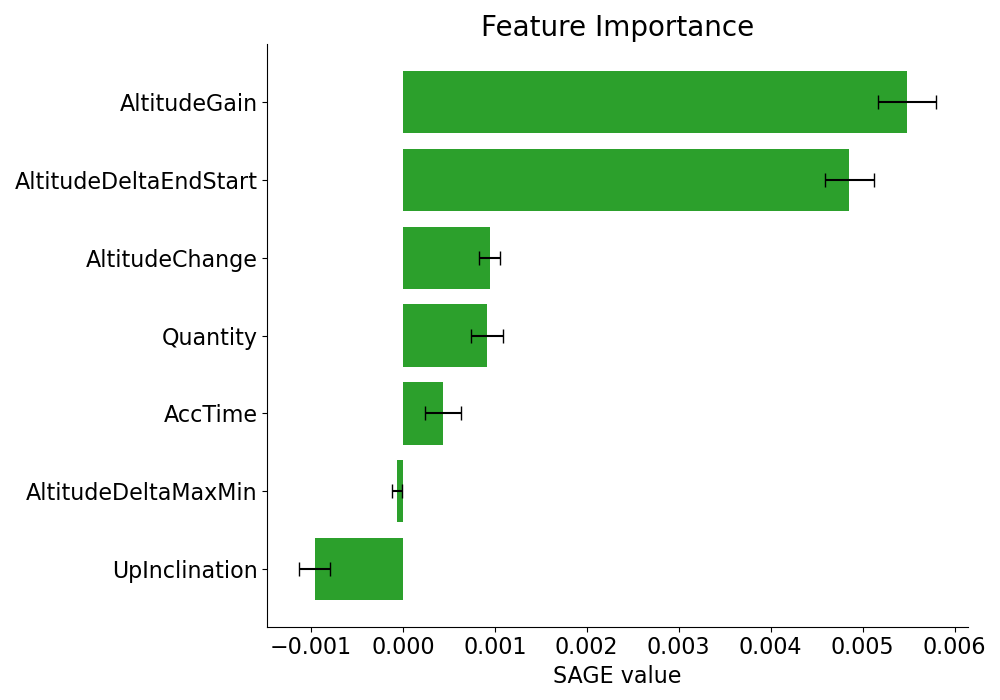 Feature Importance
AltitudeGain
AltitudeDeltaEndStart
AltitudeChange
Quantity
AccTime
AltitudeDeltaMaxMin
UpInclination
−0.001 0.000 0.001 0.002 0.003 0.004 0.005 0.006
SAGE value